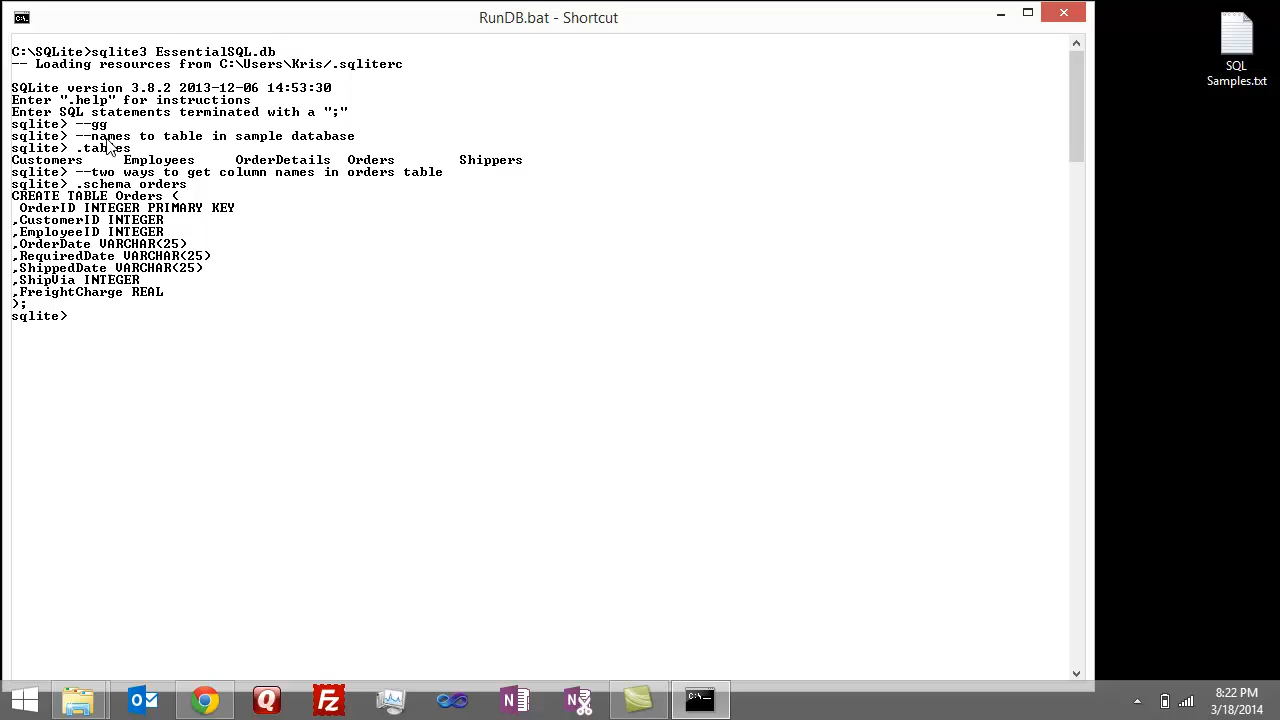 RunDB.bat - Shortcut
C:\SQLite>sqlite3 EssentialSQL.db
-- Loading resources from C:\Users\Kris/.sqliterc
SQLite version 3.8.2 2013-12-06 14:53:30
Enter ".help" for instructions
Enter SQL statements terminated with a ";"
sqlite> --gg
sqlite> --names to table in sample database
sqlite> .tables
Customers Employees OrderDetails Orders Shippers
sqlite> --two ways to get column names in orders table
sqlite> .schema orders
CREATE TABLE Orders (
OrderID INTEGER PRIMARY KEY
,CustomerID INTEGER
,EmployeeID INTEGER
,OrderDate VARCHAR(25)
,RequiredDate VARCHAR(25)
,ShippedDate VARCHAR(25)
,ShipVia INTEGER
,FreightCharge REAL
);
sqlite>
SQL
Samples.txt
8:22 PM
3/18/2014